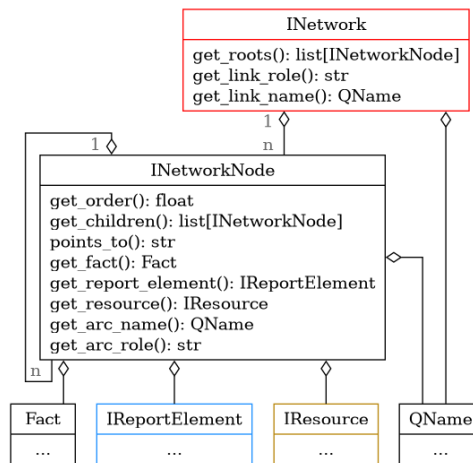 INetwork
get_roots(): list[INetworkNode]
get_link_role(): str
get_link_name(): QName
1
n
1
INetworkNode
get_order(): float
get_children(): list[INetworkNode]
points_to(): str
get_fact(): Fact
get_report_element(): IReportElement
get_resource(): IResource
get_arc_name(): QName
get_arc_role(): str
n
Fact
...
IReportElement
...
IResource
...
QName
...